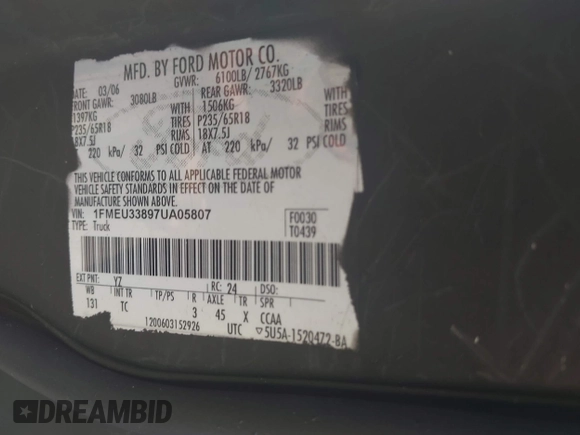 MFD. BY FORD MOTOR CO.
DATE: 03/06 GVWR: 6100LB/ 2767KG
FRONT GAWR: 3080LB REAR GAWR: 3320LB
1397KG WITH 1506KG WITH
P235/65R18 TIRES P235/65R18 TIRES
18X7.5J RIMS 18X7.5J RIMS
AT 220 kPa/ 32 PSI COLD AT 220 kPa/ 32 PSI COLD
THIS VEHICLE CONFORMS TO ALL APPLICABLE FEDERAL MOTOR
VEHICLE SAFETY STANDARDS IN EFFECT ON THE DATE OF
MANUFACTURE SHOWN ABOVE.
VIN: 1FMEU33897UA05807 F0030
TYPE: Truck T0439
EXT PNT: YZ RC: 24 DSO:
WB INT TR TP/PS R AXLE TR SPR
131 TC 3 45 X CCAA
1200603152926 UTC ▽5U5A-1520472-BA
DREAMBID